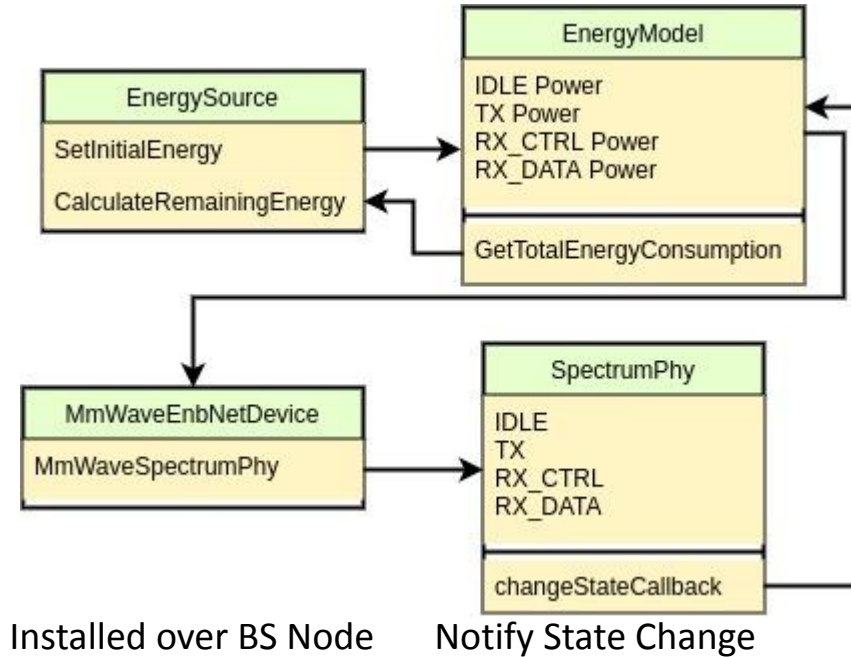 EnergySource
SetInitialEnergy
CalculateRemainingEnergy
EnergyModel
IDLE Power
TX Power
RX_CTRL Power
RX_DATA Power
GetTotalEnergyConsumption
MmWaveEnbNetDevice
MmWaveSpectrumPhy
SpectrumPhy
IDLE
TX
RX_CTRL
RX_DATA
changeStateCallback
Installed over BS Node
Notify State Change